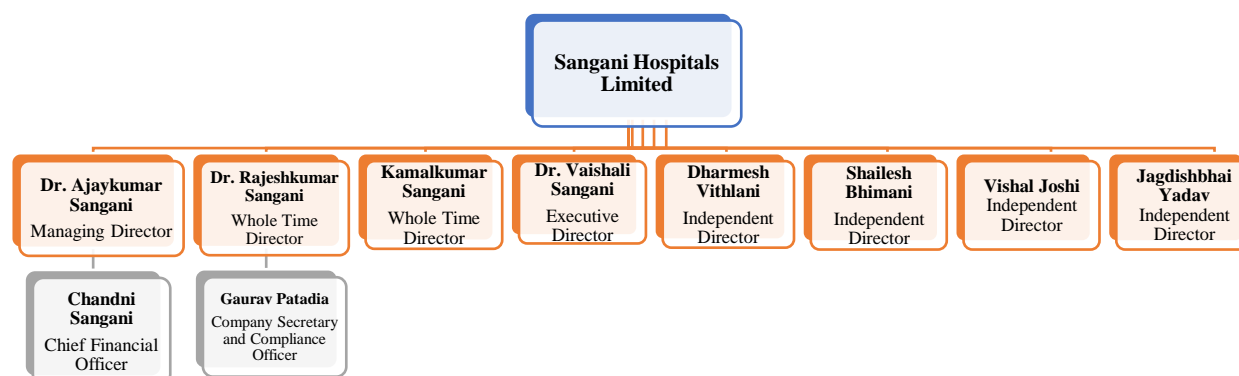 Sangani Hospitals
Limited
Dr. Ajaykumar
Sangani
Managing Director
Dr. Rajeshkumar
Sangani
Whole Time
Director
Kamalkumar
Sangani
Whole Time
Director
Dr. Vaishali
Sangani
Executive
Director
Dharmesh
Vithlani
Independent
Director
Shailesh
Bhimani
Independent
Director
Vishal Joshi
Independent
Director
Jagdishbhai
Yadav
Independent
Director
Chandni
Sangani
Chief Financial
Officer
Gaurav Patadia
Company Secretary
and Compliance
Officer